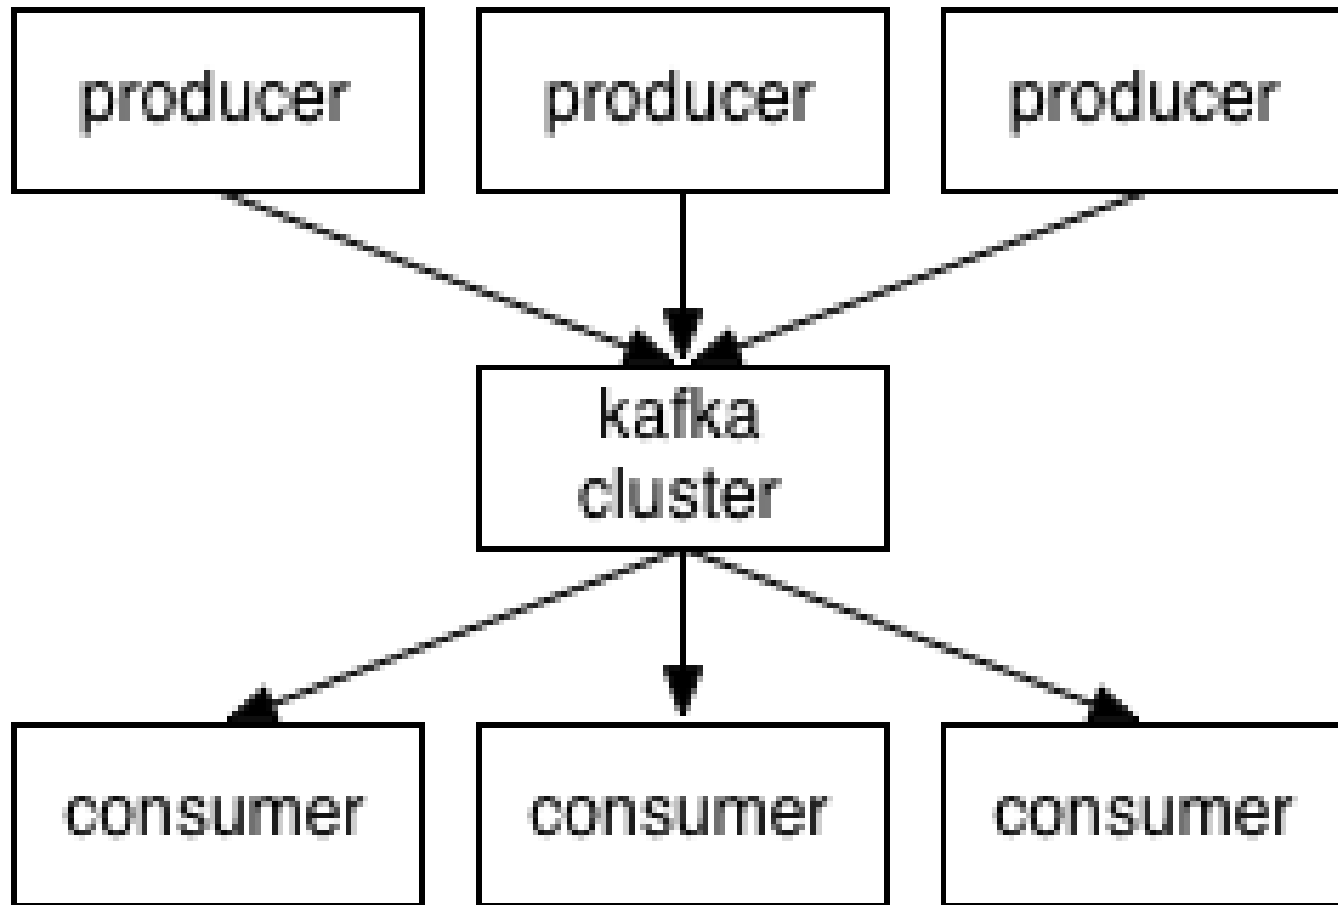 producer
producer
producer
kafka
cluster
consumer
consumer
consumer